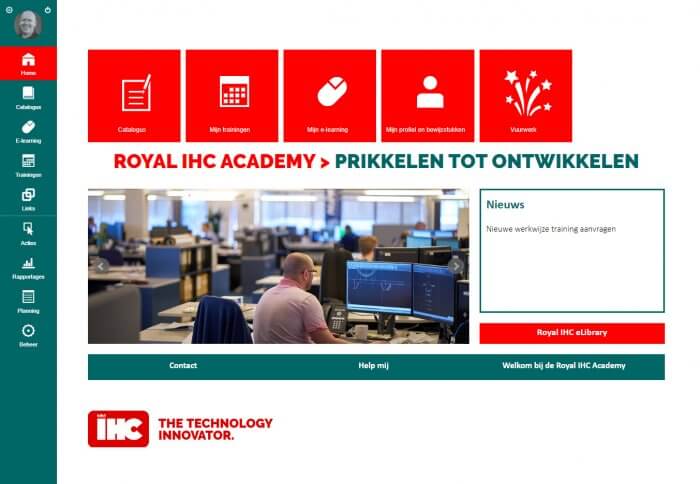 Home
Catalogus
E-learning
Trainingen
Links
Acties
Rapportages
Planning
Beheer
Catalogus
Mijn trainingen
Mijn e-learning
Mijn profiel en bewijsstukken
Vuurwerk
ROYAL IHC ACADEMY > PRIKKELEN TOT ONTWIKKELEN
Nieuws
Nieuwe werkwijze training aanvragen
Royal IHC eLibrary
Contact
Help mij
Welkom bij de Royal IHC Academy
IHC
THE TECHNOLOGY
INNOVATOR.